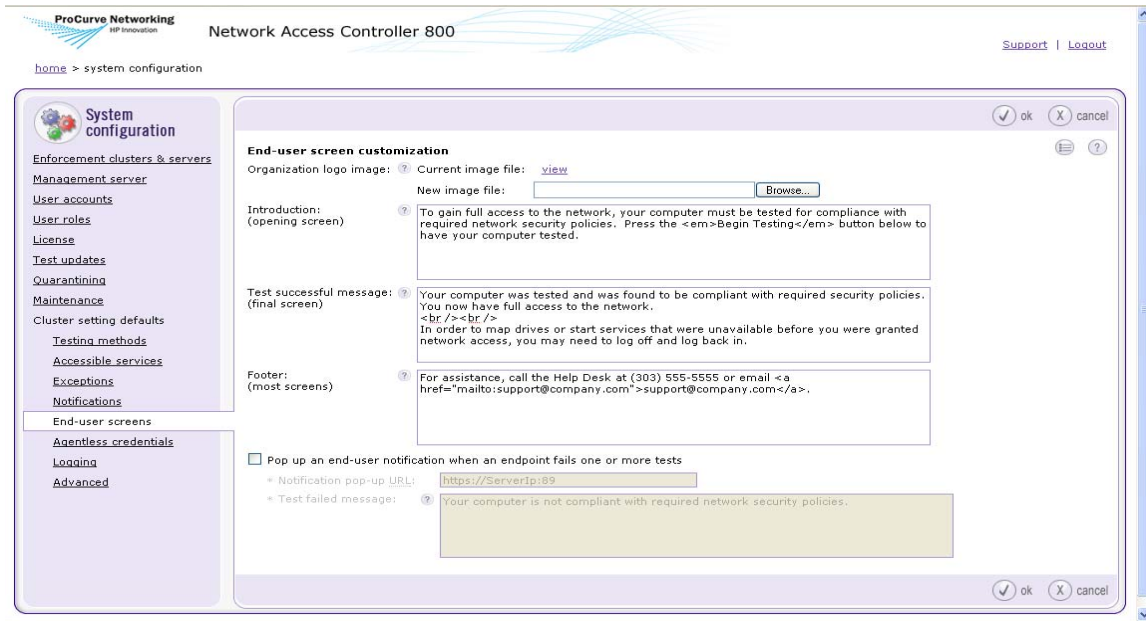 ProCurve Networking
HP Innovation
Network Access Controller 800
Support | Logout
home > system configuration
System
configuration
Enforcement clusters & servers
Management server
User accounts
User roles
License
Test updates
Quarantining
Maintenance
Cluster setting defaults
Testing methods
Accessible services
Exceptions
Notifications
End-user screens
Agentless credentials
Logging
Advanced
ok cancel
End-user screen customization
Organization logo image: ? Current image file: view
New image file: Browse...
Introduction: ?
(opening screen)
To gain full access to the network, your computer must be tested for compliance with
required network security policies. Press the <em>Begin Testing</em> button below to
have your computer tested.
Test successful message: ?
(final screen)
Your computer was tested and was found to be compliant with required security policies.
You now have full access to the network.
<br /><br />
In order to map drives or start services that were unavailable before you were granted
network access, you may need to log off and log back in.
Footer: ?
(most screens)
For assistance, call the Help Desk at (303) 555-5555 or email <a
href="mailto:support@company.com">support@company.com</a>.
Pop up an end-user notification when an endpoint fails one or more tests
* Notification pop-up URL: https://ServerIp:89
* Test failed message: ? Your computer is not compliant with required network security policies.
ok cancel